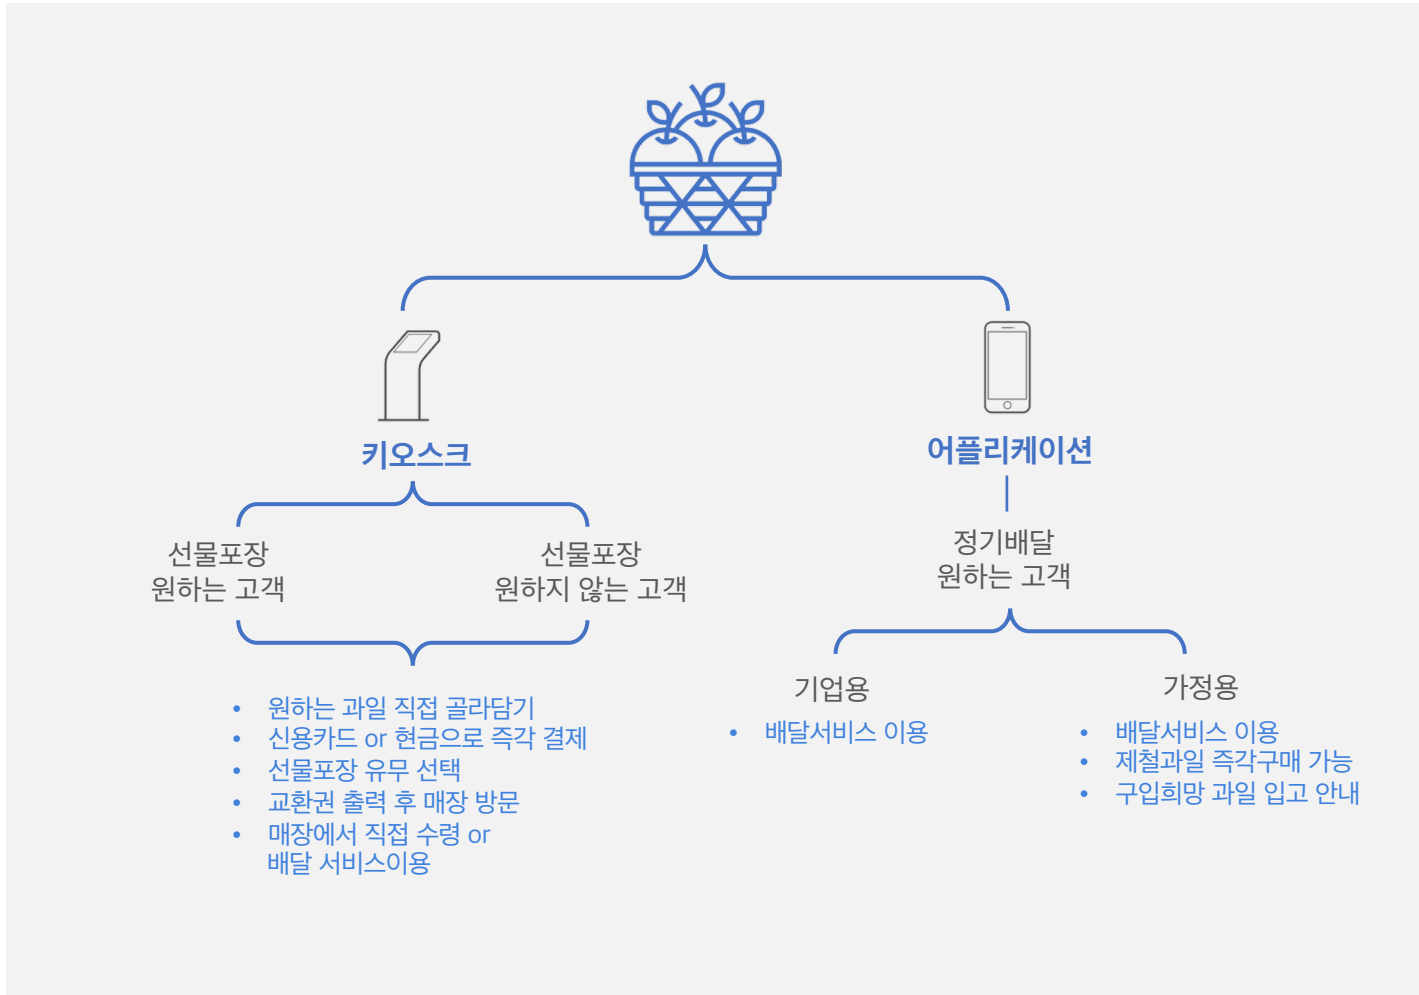 키오스크
선물포장
원하는 고객
선물포장
원하지 않는 고객
• 원하는 과일 직접 골라담기
• 신용카드 or 현금으로 즉각 결제
• 선물포장 유무 선택
• 교환권 출력 후 매장 방문
• 매장에서 직접 수령 or
배달 서비스이용
어플리케이션
정기배달
원하는 고객
기업용
• 배달서비스 이용
가정용
• 배달서비스 이용
• 제철과일 즉각구매 가능
• 구입희망 과일 입고 안내